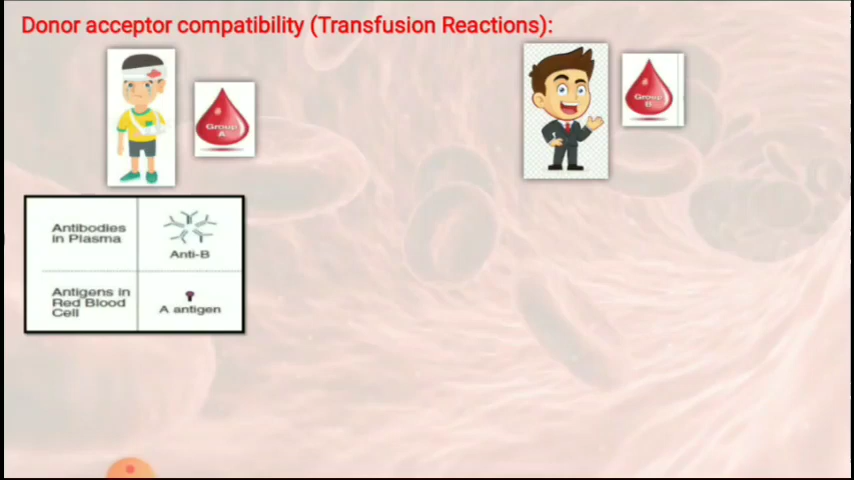 Donor acceptor compatibility (Transfusion Reactions):
Group
A
Group
B
Antibodies
in Plasma
Anti-B
Antigens in
Red Blood
Cell
A antigen